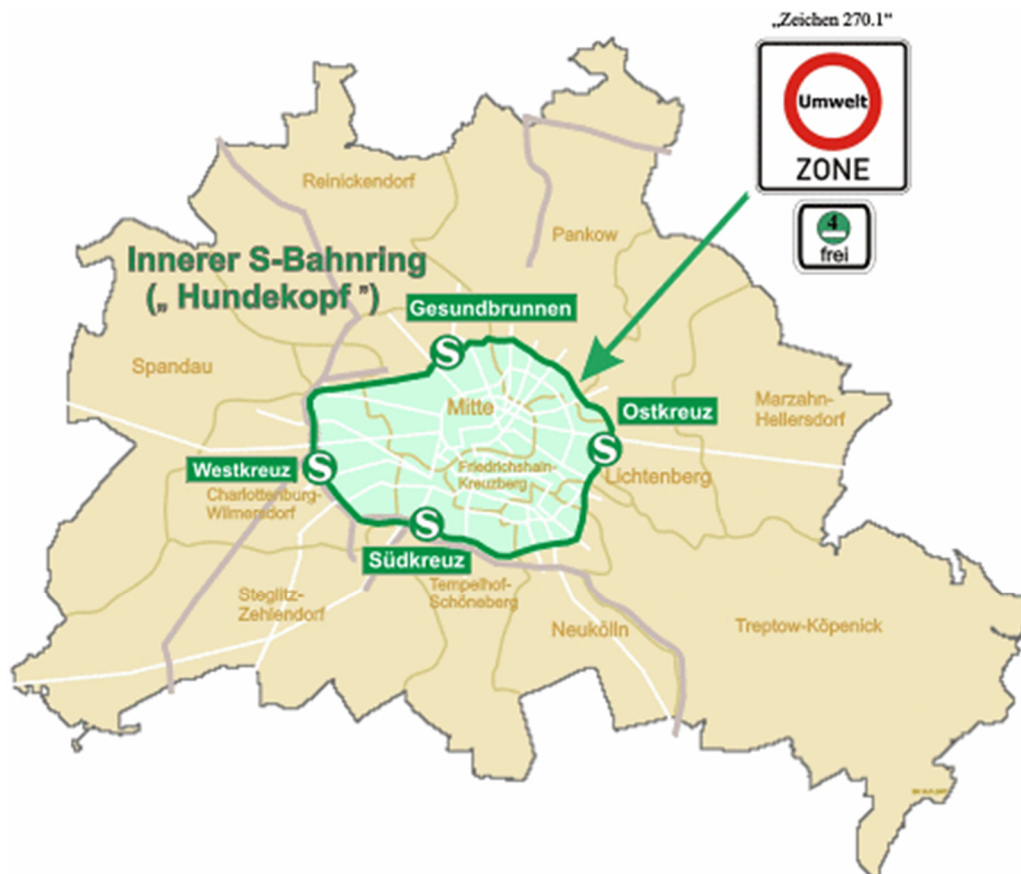 „Zeichen 270.1“
Umwelt
ZONE
4
frei
Reinickendorf
Pankow
Innerer S-Bahnring
(„ Hundekopf ”)
Gesundbrunnen
S
Spandau
Mitte
Ostkreuz
Marzahn-
Hellersdorf
S
Westkreuz
S
Friedrichshain-
Kreuzberg
Lichtenberg
Charlottenburg-
Wilmersdorf
S
Südkreuz
Steglitz-
Zehlendorf
Tempelhof-
Schöneberg
Neukölln
Treptow-Köpenick